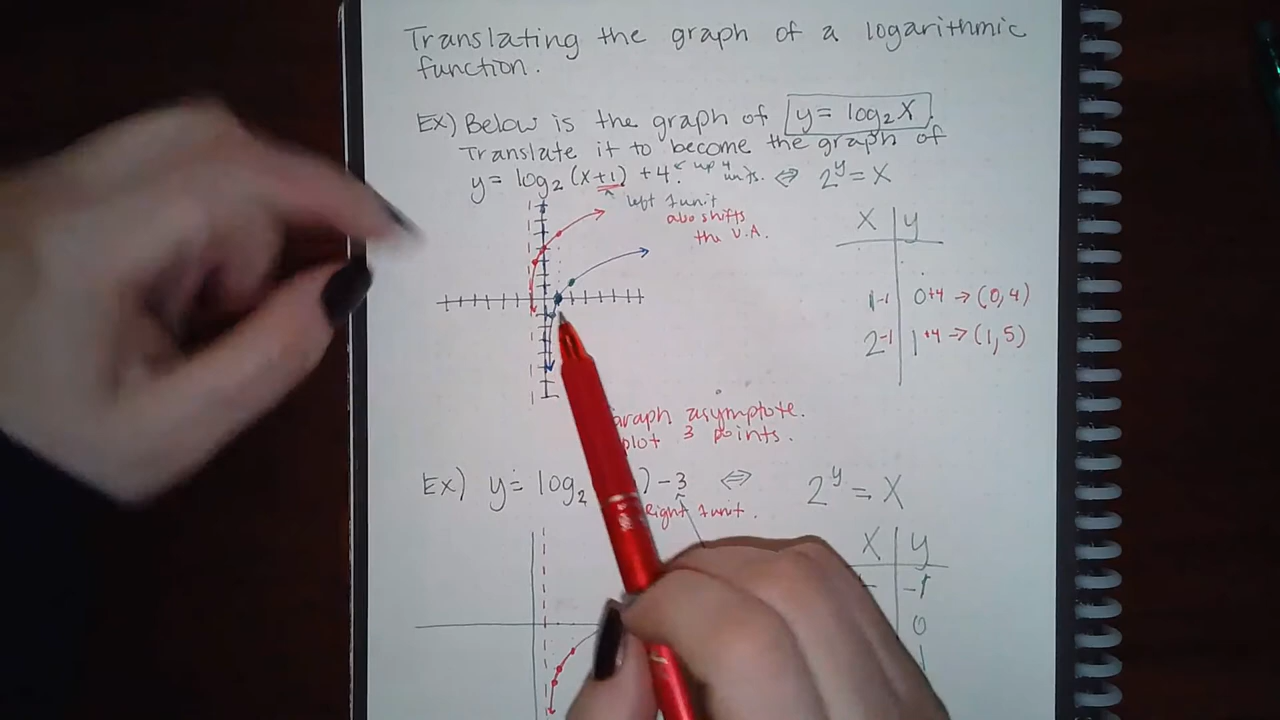 Translating the graph of a logarithmic
function.
Ex) Below is the graph of y = log₂X.
Translate it to become the graph of
y = log₂ (x+1) +4. up 4 units. ⇔ 2^y = X
left 1 unit
also shifts
the V.A.
X | y
1-1 | 0+4 → (0,4)
2-1 | 1+4 → (1,5)
Graph asymptote.
plot 3 points.
Ex) y = log₂ ) -3 ⇔ 2^y = X
right 1 unit.
X | y
-1
0
1